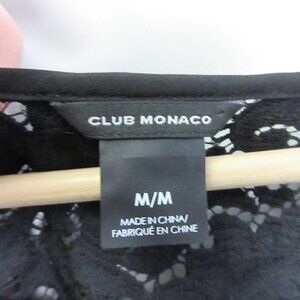 CLUB MONACO
M/M
MADE IN CHINA/
FABRIQUÉ EN CHINE